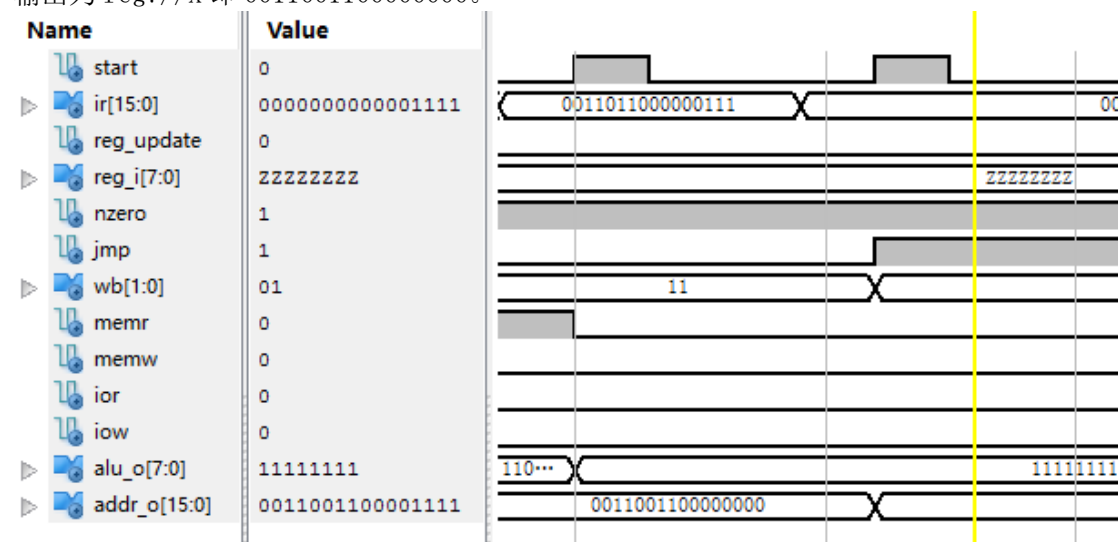 Name Value
start 0
ir[15:0] 0000000000001111 0011011000000111 00
reg_update 0
reg_i[7:0] ZZZZZZZZ ZZZZZZZZ
nzero 1
jmp 1
wb[1:0] 01 11
memr 0
memw 0
ior 0
iow 0
alu_o[7:0] 11111111 110··· 11111111
addr_o[15:0] 0011001100001111 0011001100000000